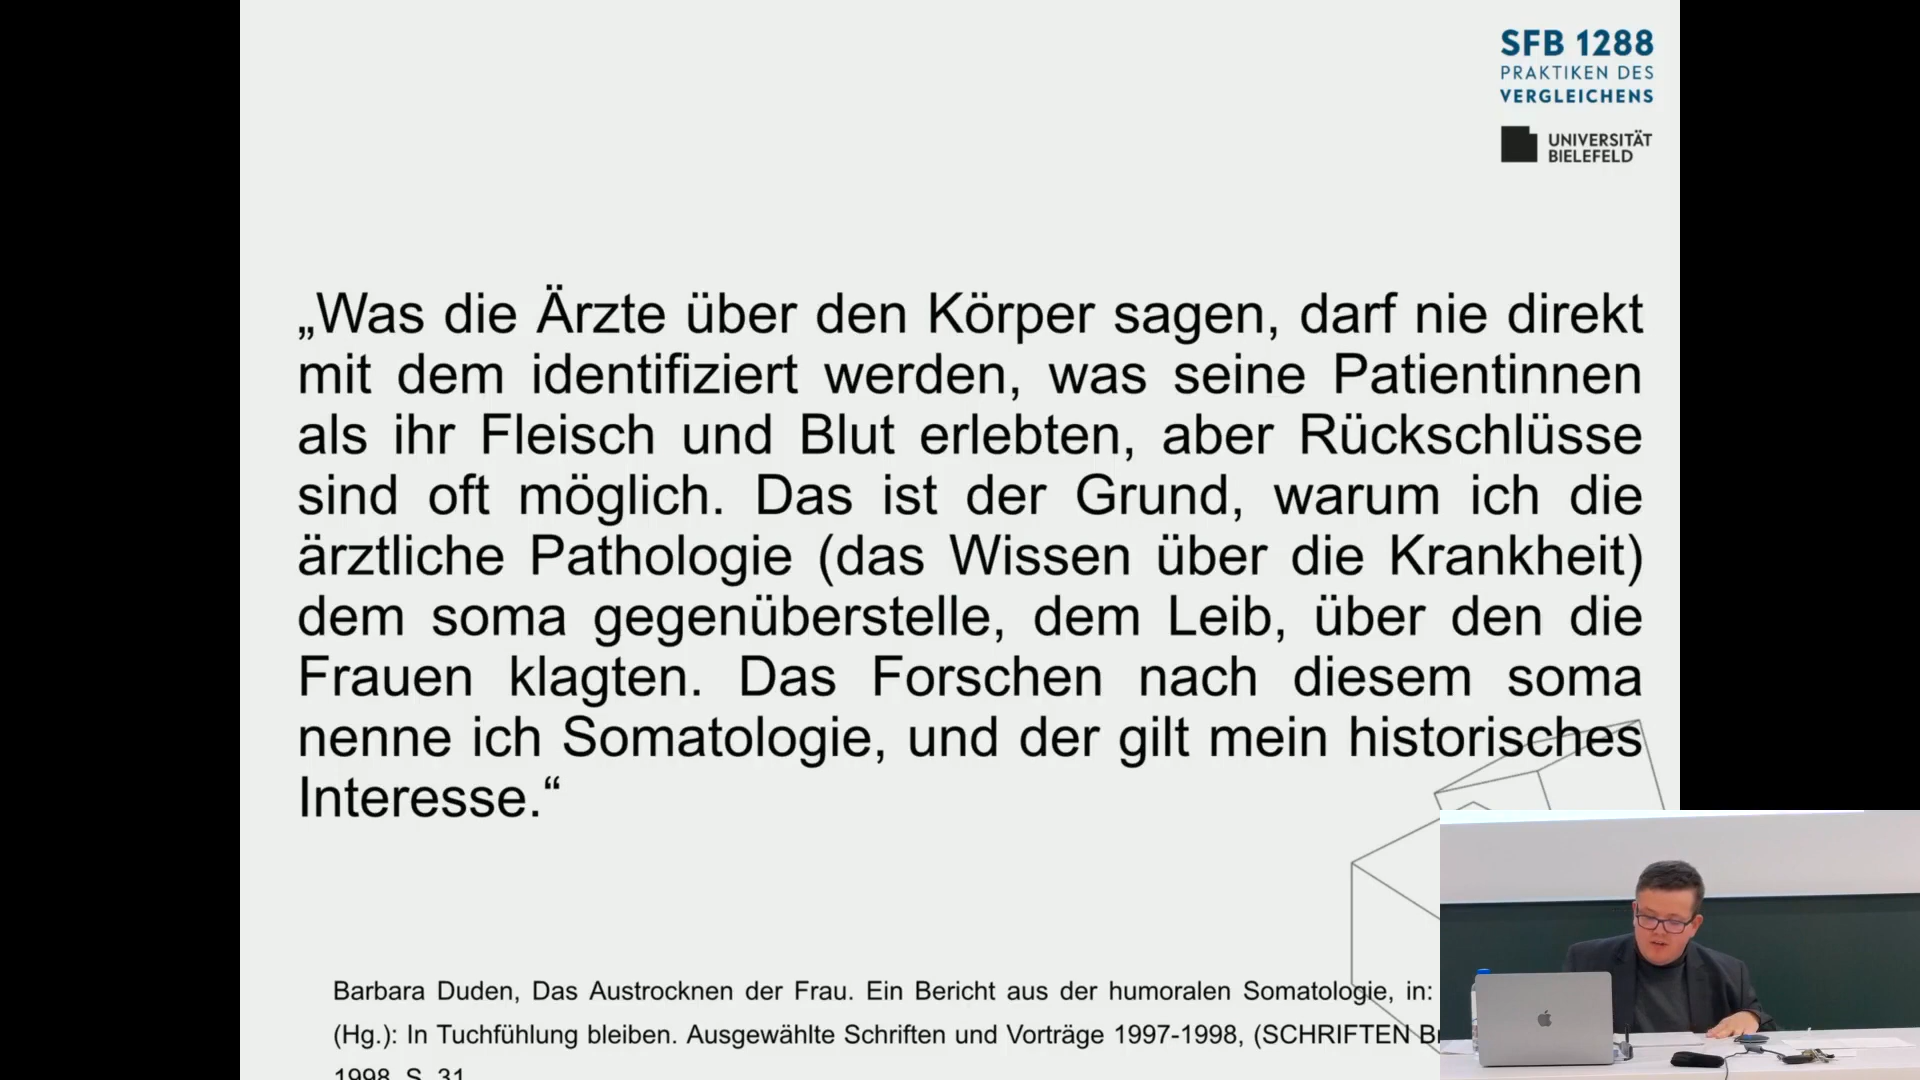 SFB 1288
PRAKTIKEN DES
VERGLEICHENS
UNIVERSITÄT
BIELEFELD
„Was die Ärzte über den Körper sagen, darf nie direkt
mit dem identifiziert werden, was seine Patientinnen
als ihr Fleisch und Blut erlebten, aber Rückschlüsse
sind oft möglich. Das ist der Grund, warum ich die
ärztliche Pathologie (das Wissen über die Krankheit)
dem soma gegenüberstelle, dem Leib, über den die
Frauen klagten. Das Forschen nach diesem soma
nenne ich Somatologie, und der gilt mein historisches
Interesse.“
Barbara Duden, Das Austrocknen der Frau. Ein Bericht aus der humoralen Somatologie, in:
(Hg.): In Tuchfühlung bleiben. Ausgewählte Schriften und Vorträge 1997-1998, (SCHRIFTEN
1998, S. 31